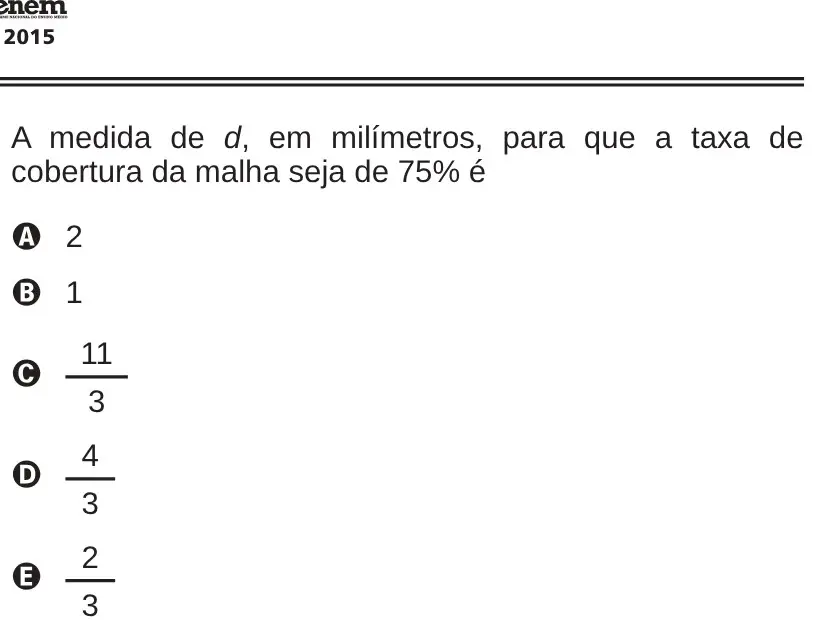 enem
2015
A medida de d, em milímetros, para que a taxa de
cobertura da malha seja de 75% é
A 2
B 1
C 11
3
D 4
3
E 2
3